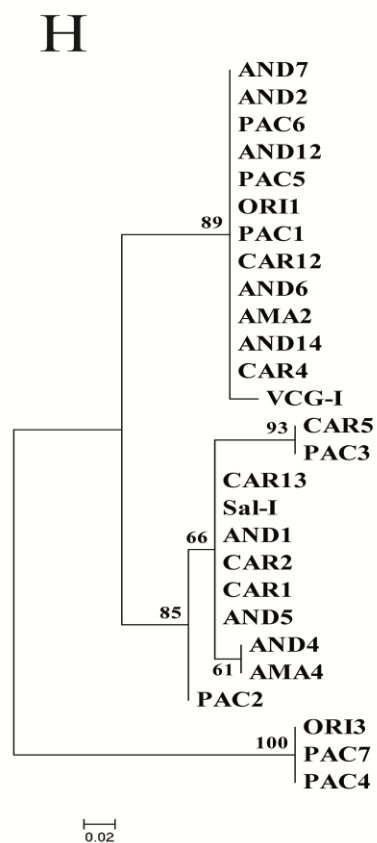 H
AND7
AND2
PAC6
AND12
PAC5
ORI1
89
PAC1
CAR12
AND6
AMA2
AND14
CAR4
VCG-I
93
CAR5
PAC3
CAR13
Sal-I
66
AND1
CAR2
CAR1
85
AND5
AND4
61
AMA4
PAC2
ORI3
100
PAC7
PAC4
0.02